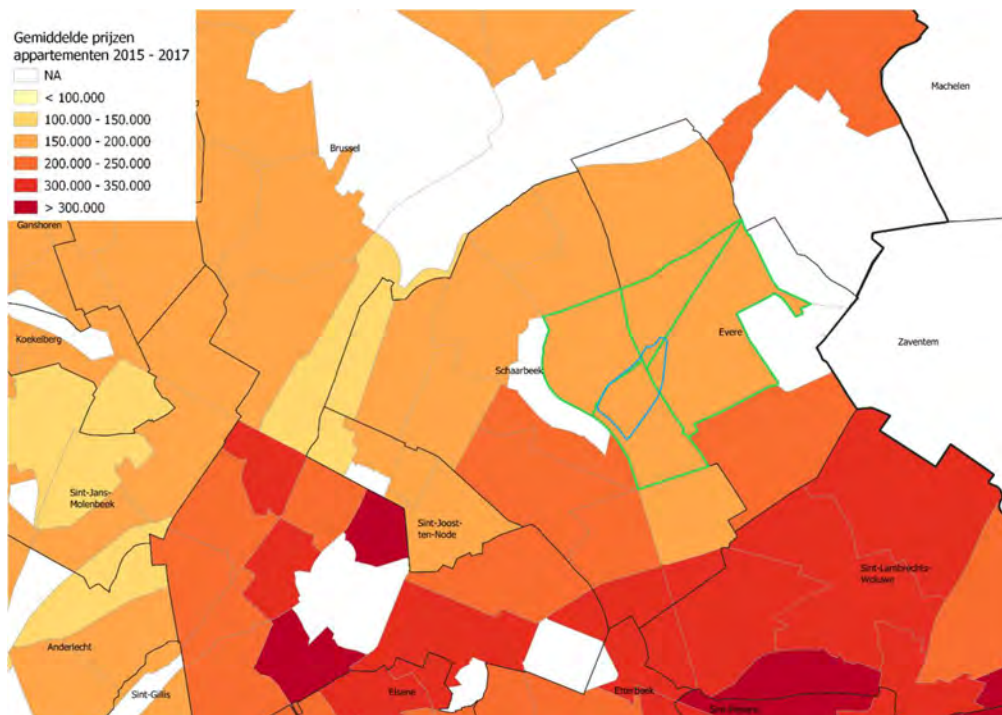 Gemiddelde prijzen
appartementen 2015 - 2017
NA
< 100.000
100.000 - 150.000
150.000 - 200.000
200.000 - 250.000
300.000 - 350.000
> 300.000
Machelen
Brussel
Ganshoren
Koekelberg
Evere
Zaventem
Schaarbeek
Sint-Jans-
Molenbeek
Sint-Joost-
ten-Node
Sint-Lambrechts-
Woluwe
Anderlecht
Sint-Gillis
Elsene
Etterbeek